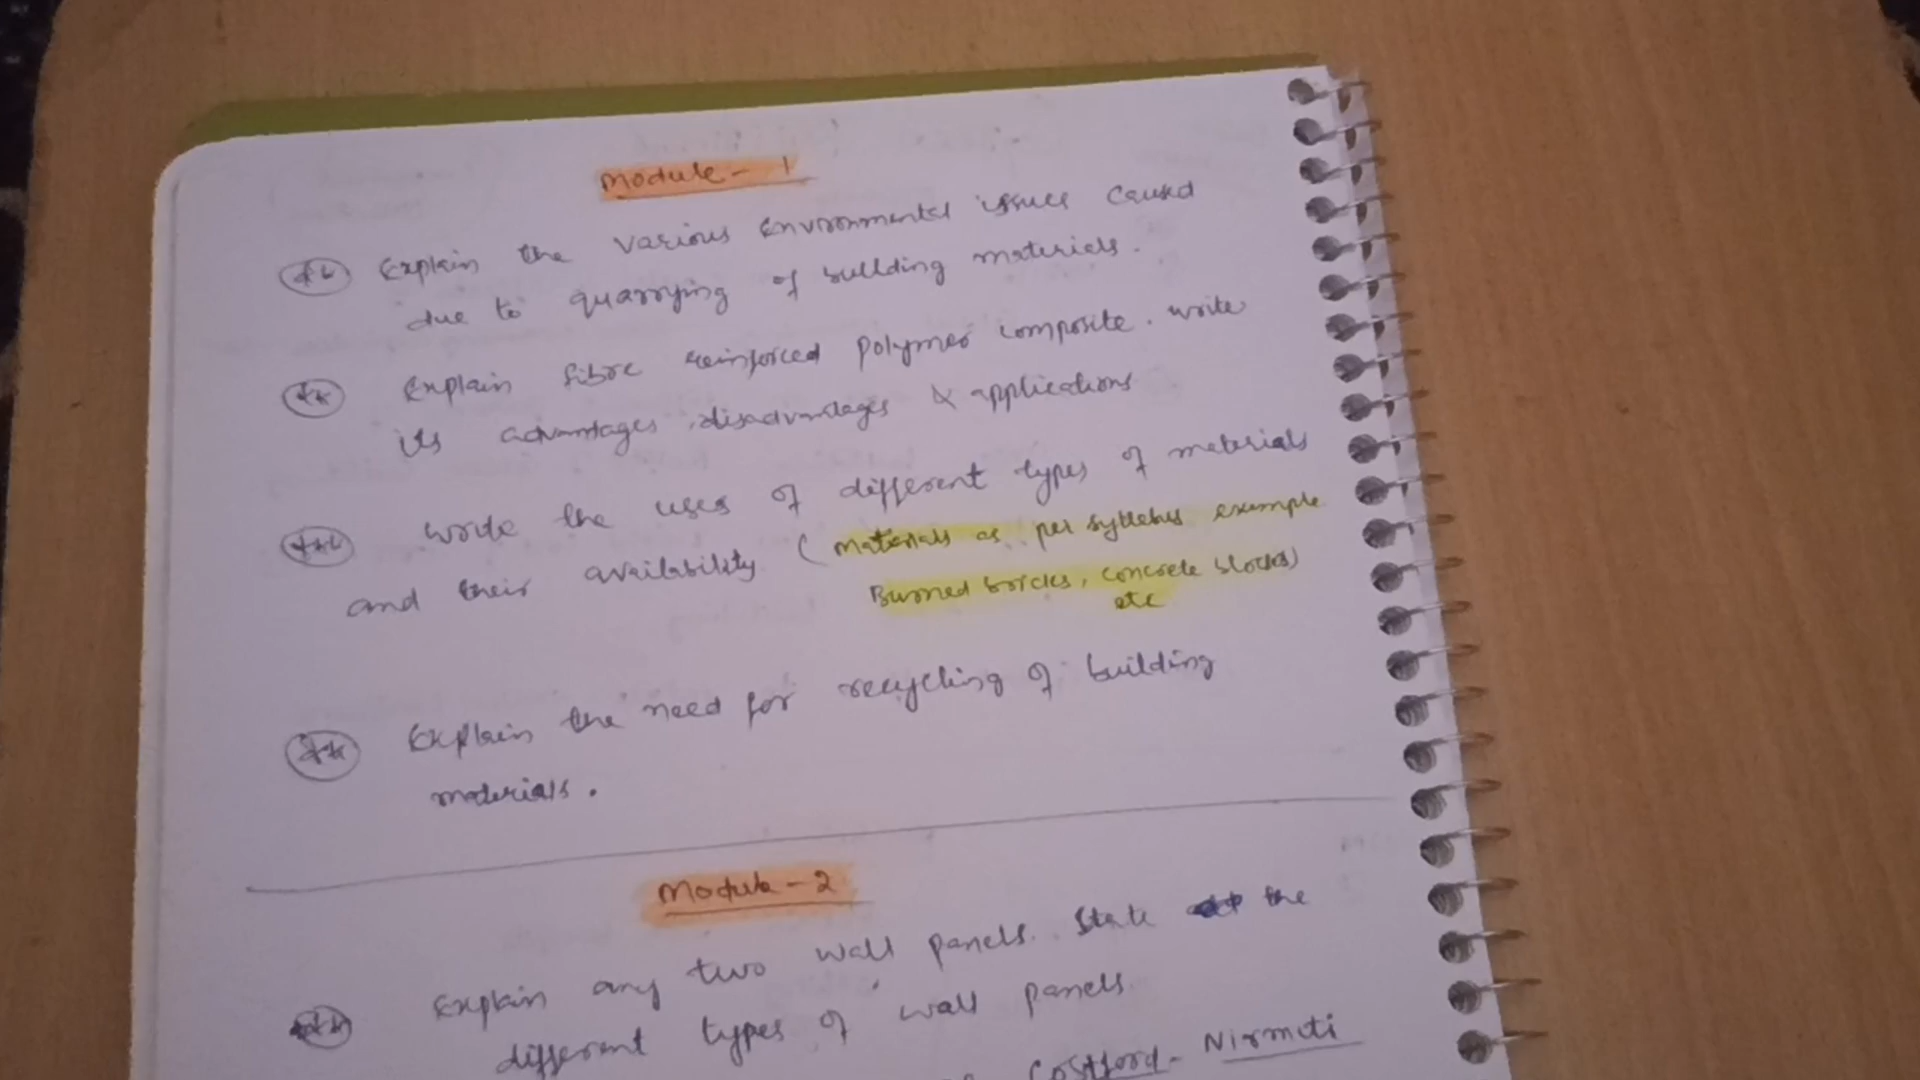 Module - 1
** Explain the various Environmental issues caused
due to quarrying of building materials.
** Explain fibre reinforced polymer composite. write
its advantages, disadvantages & applications
*** write the uses of different types of materials
and their availability ( materials as per syllabus example
Burned bricks, concrete blocks)
etc
** Explain the need for recycling of building
materials.
Module - 2
** Explain any two wall panels. State the
different types of wall panels.
Costford - Nirmiti